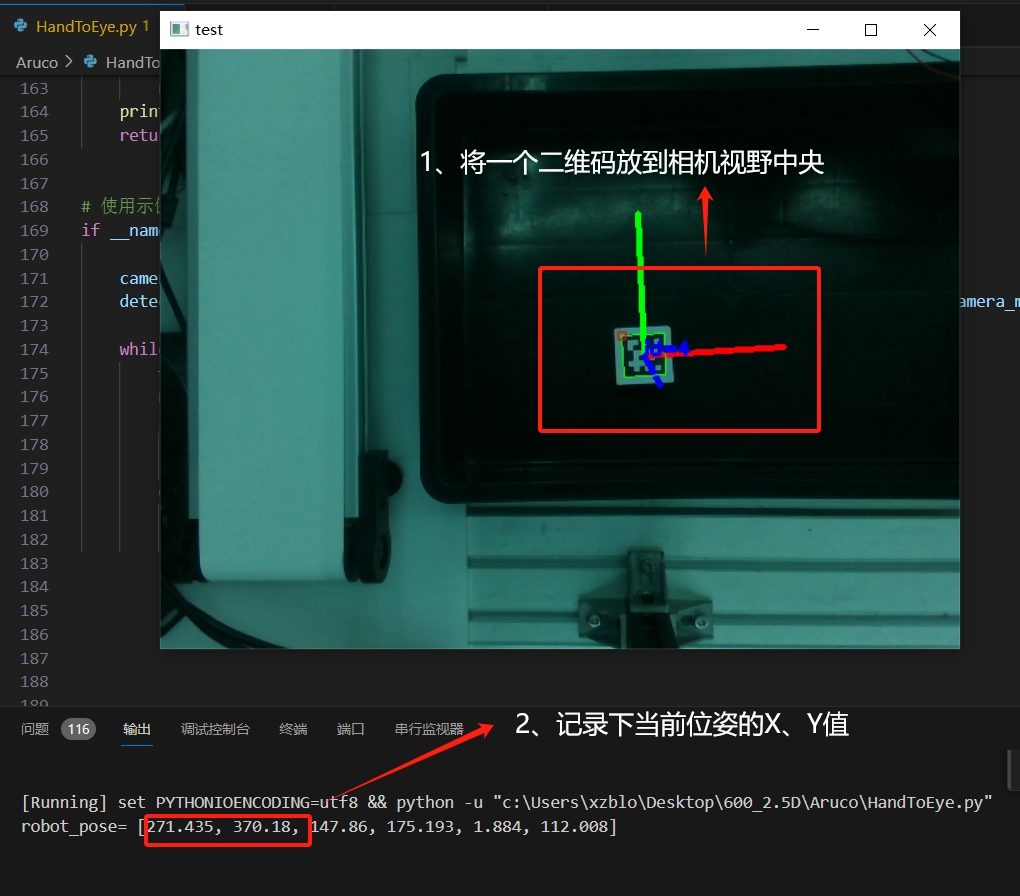 HandToEye.py 1
test
Aruco > HandTo
163
164 prin
165 retu
166
167
168 # 使用示
169 if __nam
170
171 came
172 dete amera_m
173
174 whil
175
176
177
178
179
180
181
182
183
184
185
186
187
188
189
1、将一个二维码放到相机视野中央
id=4
问题 116 输出 调试控制台 终端 端口 串行监视器
2、记录下当前位姿的X、Y值
[Running] set PYTHONIOENCODING=utf8 && python -u "c:\Users\xzblo\Desktop\600_2.5D\Aruco\HandToEye.py"
robot_pose= [271.435, 370.18, 147.86, 175.193, 1.884, 112.008]